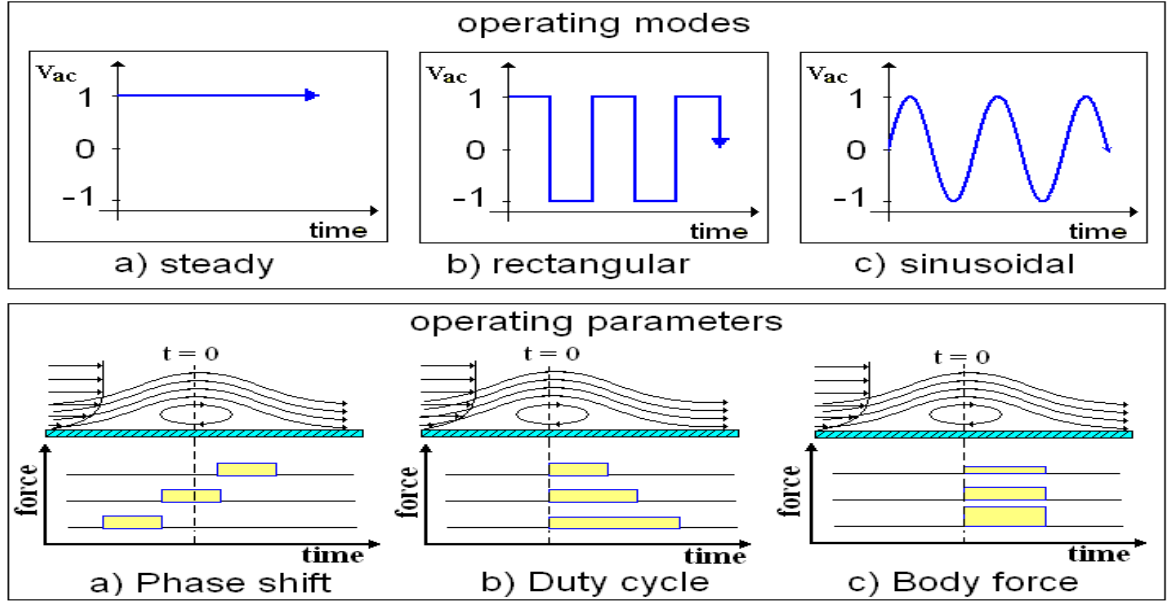 operating modes
Vac
1
0
-1
time
a) steady
Vac
1
0
-1
time
b) rectangular
Vac
1
0
-1
time
c) sinusoidal
operating parameters
t = 0
force
time
a) Phase shift
t = 0
force
time
b) Duty cycle
t = 0
force
time
c) Body force